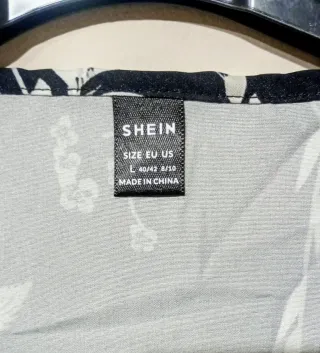 SHEIN
SIZE EU US
L 40/42 8/10
MADE IN CHINA